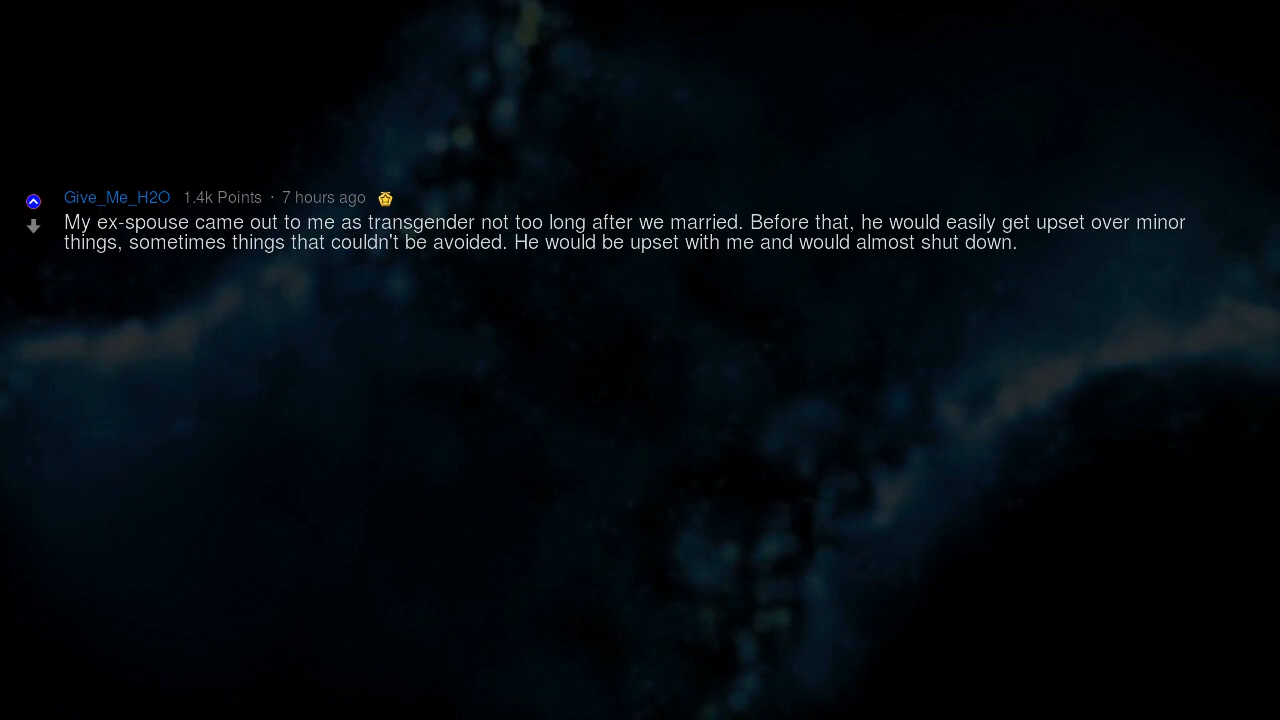 Give_Me_H2O 1.4k Points · 7 hours ago
My ex-spouse came out to me as transgender not too long after we married. Before that, he would easily get upset over minor
things, sometimes things that couldn't be avoided. He would be upset with me and would almost shut down.